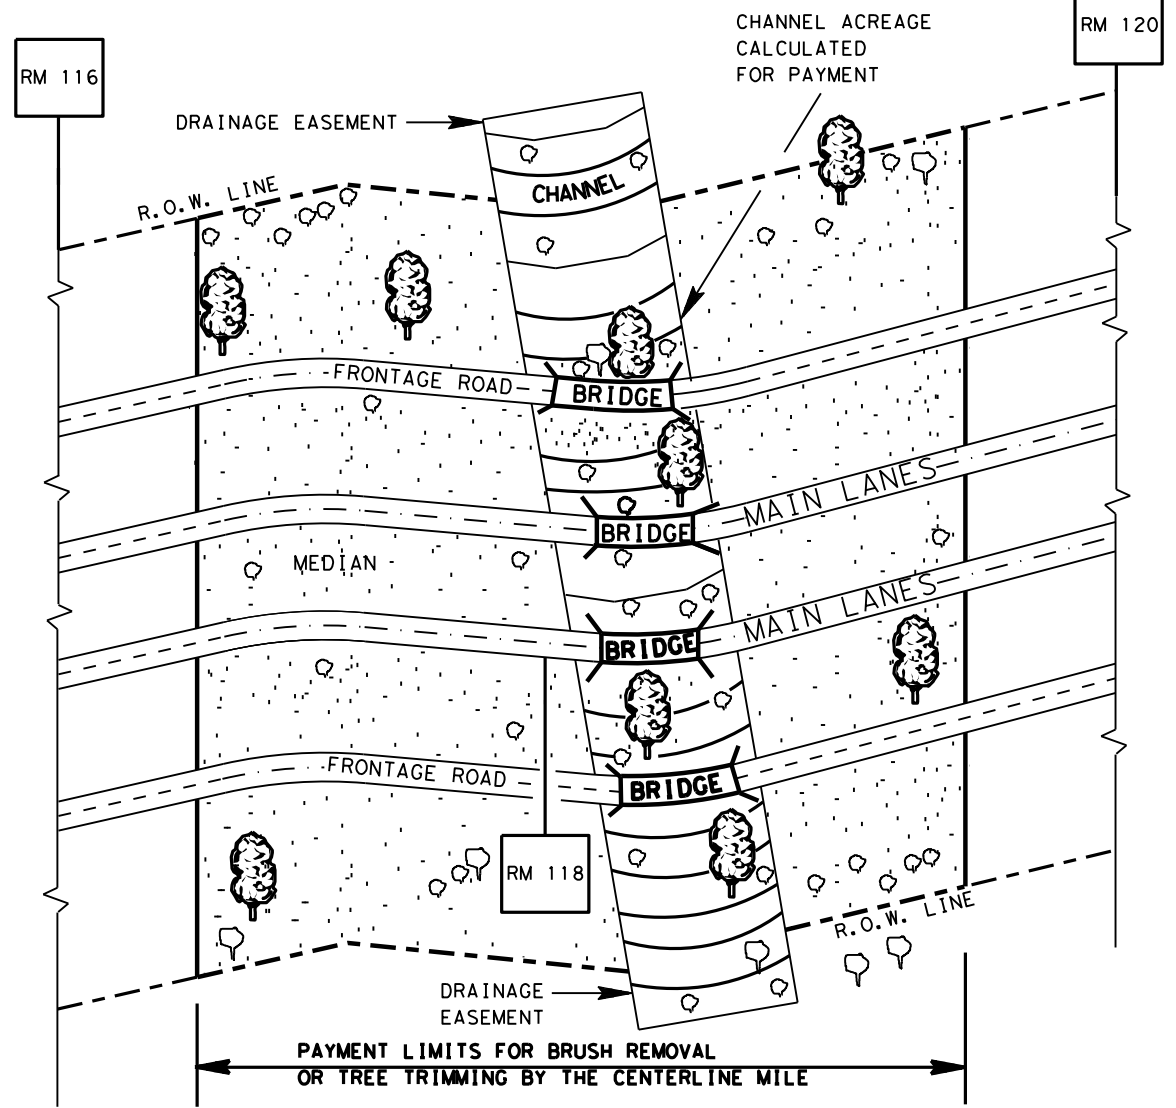 CHANNEL ACREAGE
CALCULATED
FOR PAYMENT
RM 120
RM 116
DRAINAGE EASEMENT
R.O.W. LINE
CHANNEL
FRONTAGE ROAD
BRIDGE
MAIN LANES
BRIDGE
MEDIAN
MAIN LANES
BRIDGE
FRONTAGE ROAD
BRIDGE
RM 118
R.O.W. LINE
DRAINAGE
EASEMENT
PAYMENT LIMITS FOR BRUSH REMOVAL
OR TREE TRIMMING BY THE CENTERLINE MILE